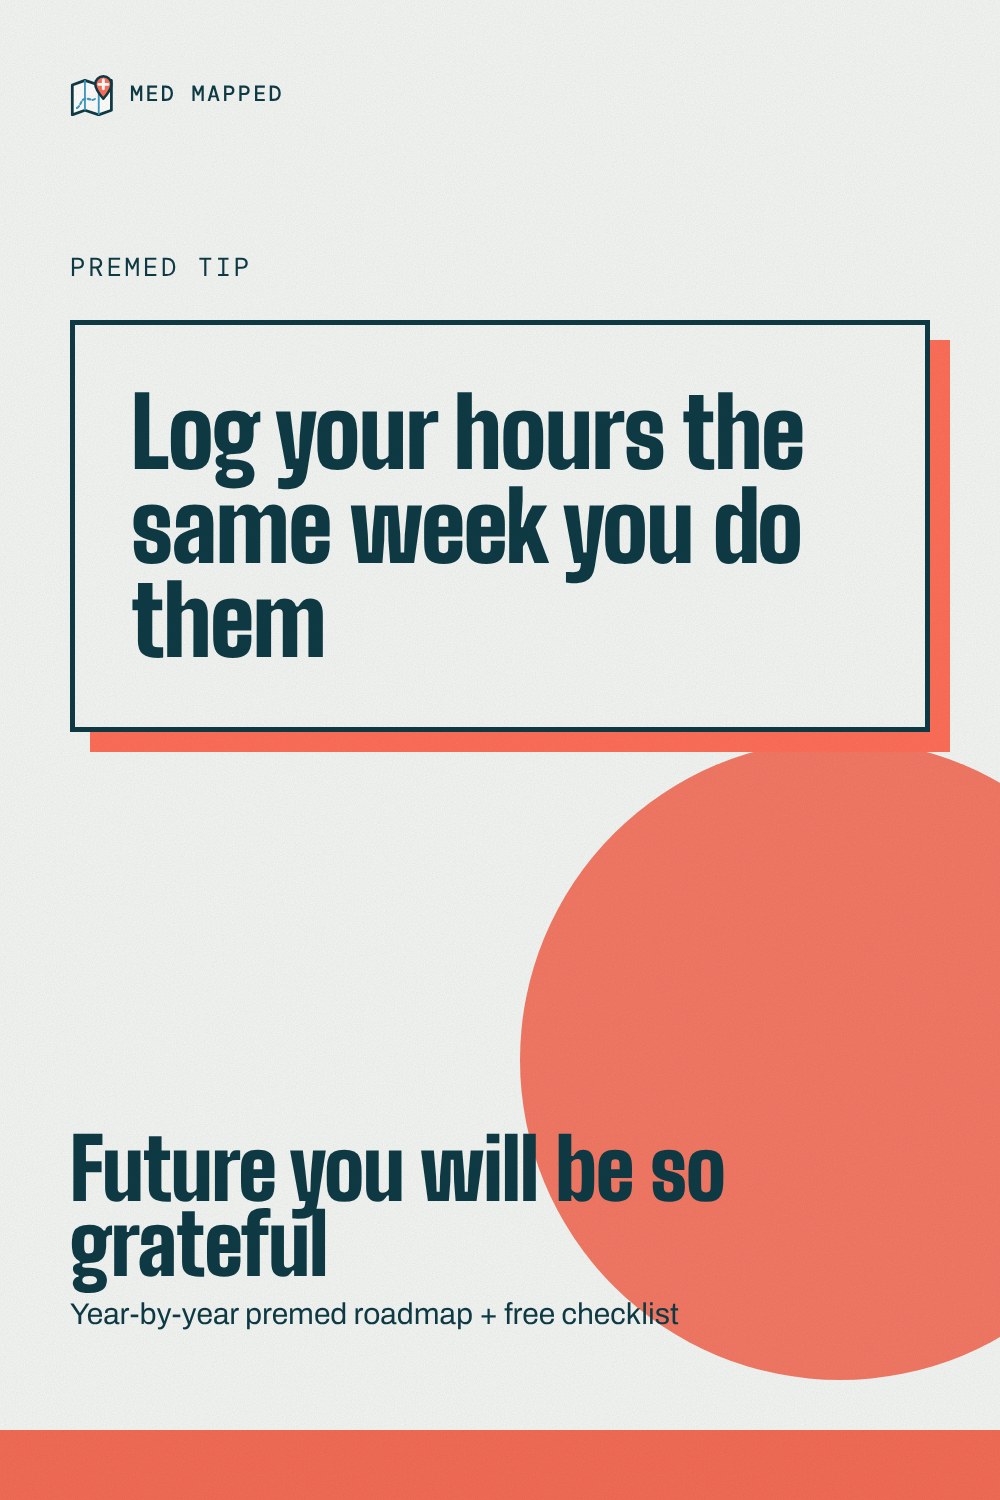 MED MAPPED
PREMED TIP
Log your hours the
same week you do
them
Future you will be so
grateful
Year-by-year premed roadmap + free checklist